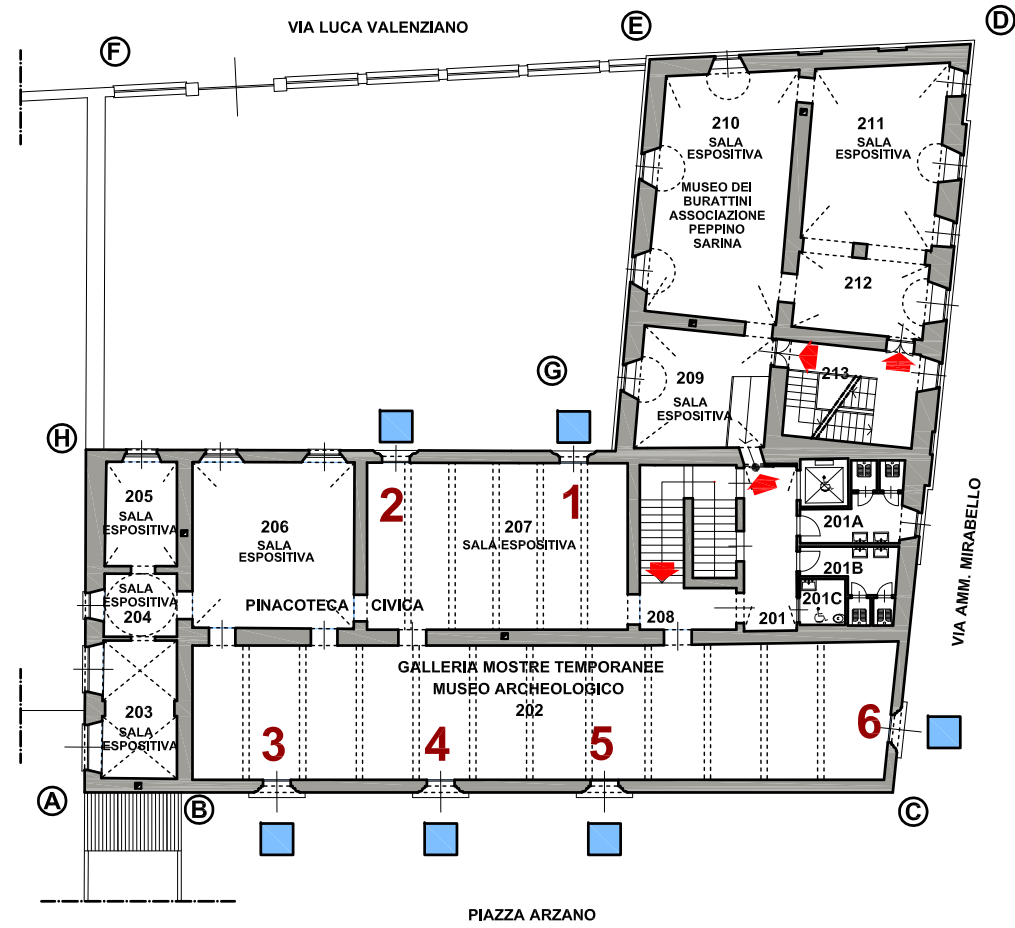 VIA LUCA VALENZIANO
F
E
D
210
SALA
ESPOSITIVA
MUSEO DEI
BURATTINI
ASSOCIAZIONE
PEPPINO
SARINA
211
SALA
ESPOSITIVA
212
213
209
SALA
ESPOSITIVA
G
H
205
SALA
ESPOSITIVA
206
SALA
ESPOSITIVA
2
1
207
SALA ESPOSITIVA
201A
201B
201C
VIA AMM. MIRABELLO
SALA
ESPOSITIVA
204
PINACOTECA CIVICA
208
201
GALLERIA MOSTRE TEMPORANEE
MUSEO ARCHEOLOGICO
202
203
SALA
ESPOSITIVA
3
4
5
6
A
B
C
PIAZZA ARZANO